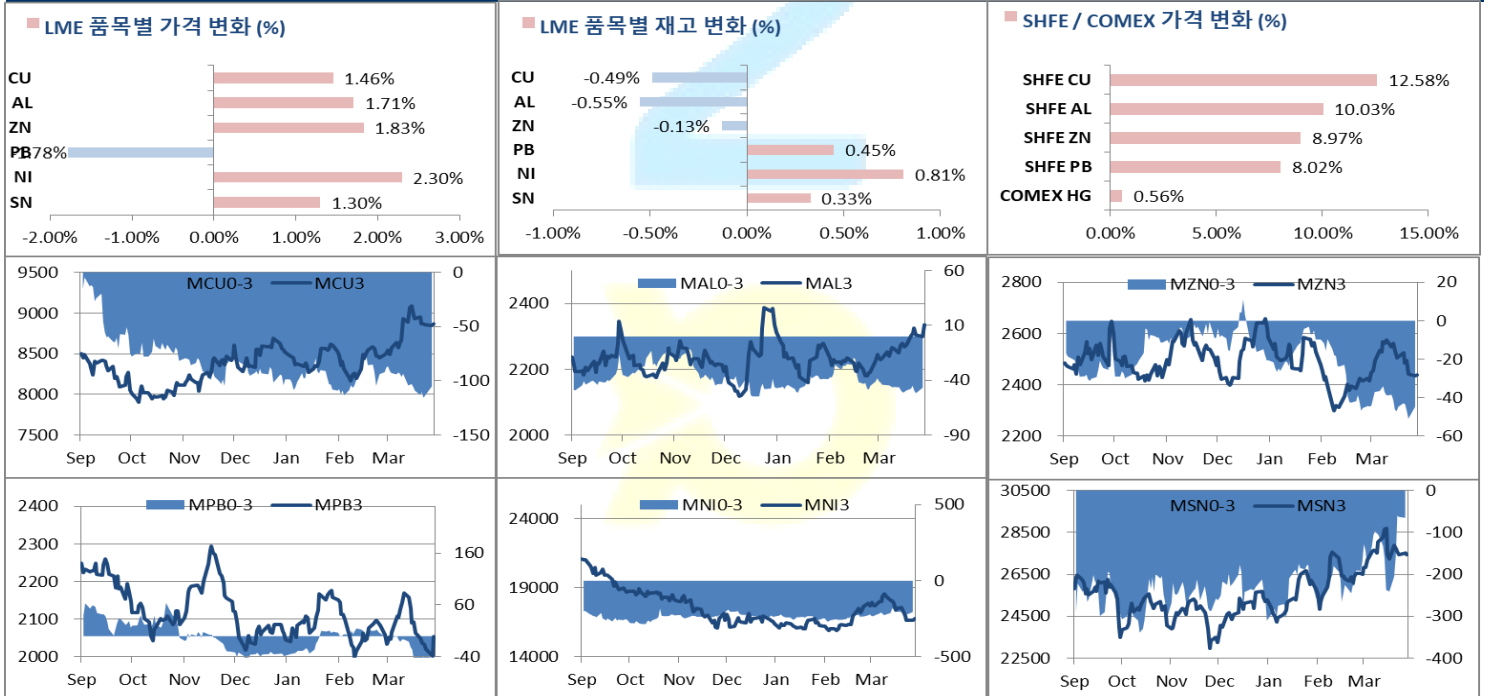 LME 품목별 가격 변화 (%)
CU
1.46%
AL
1.71%
ZN
1.83%
PB
.78%
NI
2.30%
SN
1.30%
-2.00% -1.00% 0.00% 1.00% 2.00% 3.00%
LME 품목별 재고 변화 (%)
CU
-0.49%
AL
-0.55%
ZN
-0.13%
PB
0.45%
NI
0.81%
SN
0.33%
-1.00% -0.50% 0.00% 0.50% 1.00%
SHFE / COMEX 가격 변화 (%)
SHFE CU
12.58%
SHFE AL
10.03%
SHFE ZN
8.97%
SHFE PB
8.02%
COMEX HG
0.56%
0.00% 5.00% 10.00% 15.00%
MCU0-3 MCU3
9500
9000
8500
8000
7500
0
-50
-100
-150
Sep Oct Nov Dec Jan Feb Mar
MAL0-3 MAL3
2400
2200
2000
60
10
-40
-90
Sep Oct Nov Dec Jan Feb Mar
MZN0-3 MZN3
2800
2600
2400
2200
20
0
-20
-40
-60
Sep Oct Nov Dec Jan Feb Mar
MPB0-3 MPB3
2400
2300
2200
2100
2000
160
60
-40
Sep Oct Nov Dec Jan Feb Mar
MNI0-3 MNI3
24000
19000
14000
500
0
-500
Sep Oct Nov Dec Jan Feb Mar
MSN0-3 MSN3
30500
28500
26500
24500
22500
0
-100
-200
-300
-400
Sep Oct Nov Dec Jan Feb Mar